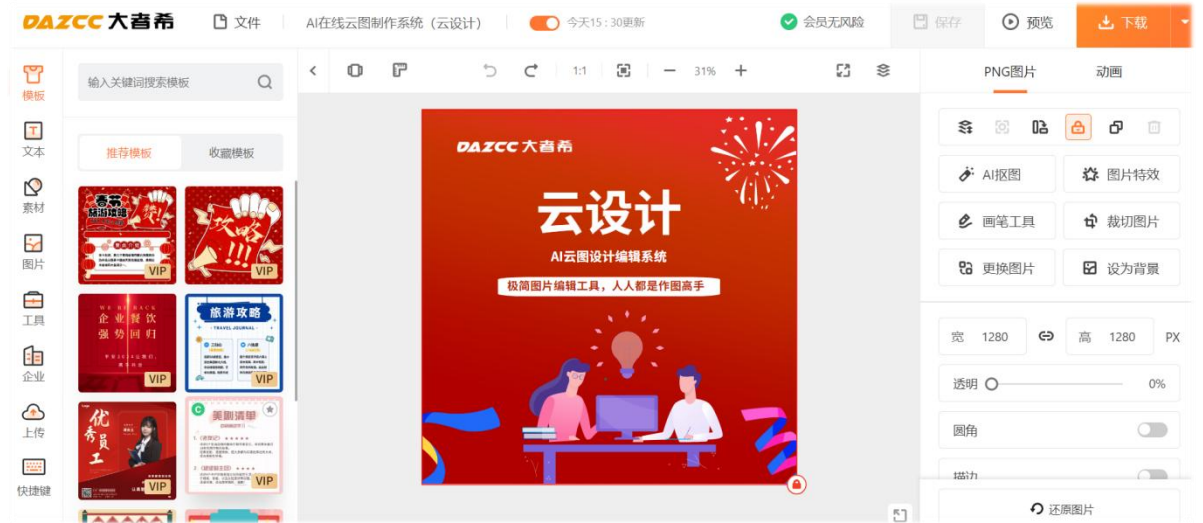 DAZCC 大音希
文件
AI在线云图制作系统（云设计）
今天15 : 30更新
会员无风险
保存
预览
下载
模板
文本
素材
图片
工具
企业
上传
快捷键
输入关键词搜索模板
推荐模板
收藏模板
春节
旅游攻略
赞!
VIP
攻略
VIP
WE BE BACK
企业餐饮
强势回归
VIP
旅游攻略
TRAVEL JOURNAL
VIP
优秀员工
VIP
美剧清单
VIP
1:1
31%
DAZCC 大音希
云设计
AI云图设计编辑系统
极简图片编辑工具，人人都是作图高手
PNG图片
动画
AI抠图
图片特效
画笔工具
裁切图片
更换图片
设为背景
宽 1280
高 1280 PX
透明
0%
圆角
描边
还原图片